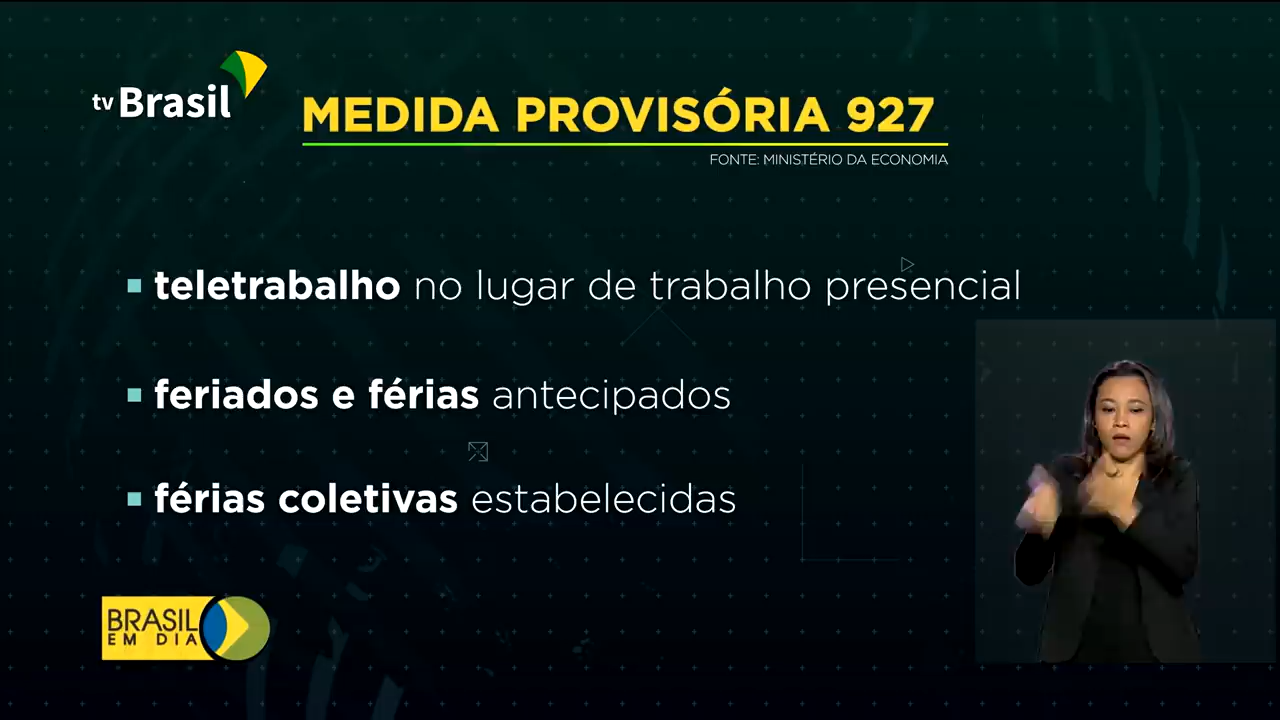 tv Brasil
MEDIDA PROVISÓRIA 927
FONTE: MINISTÉRIO DA ECONOMIA
teletrabalho no lugar de trabalho presencial
feriados e férias antecipados
férias coletivas estabelecidas
BRASIL
EM DIA